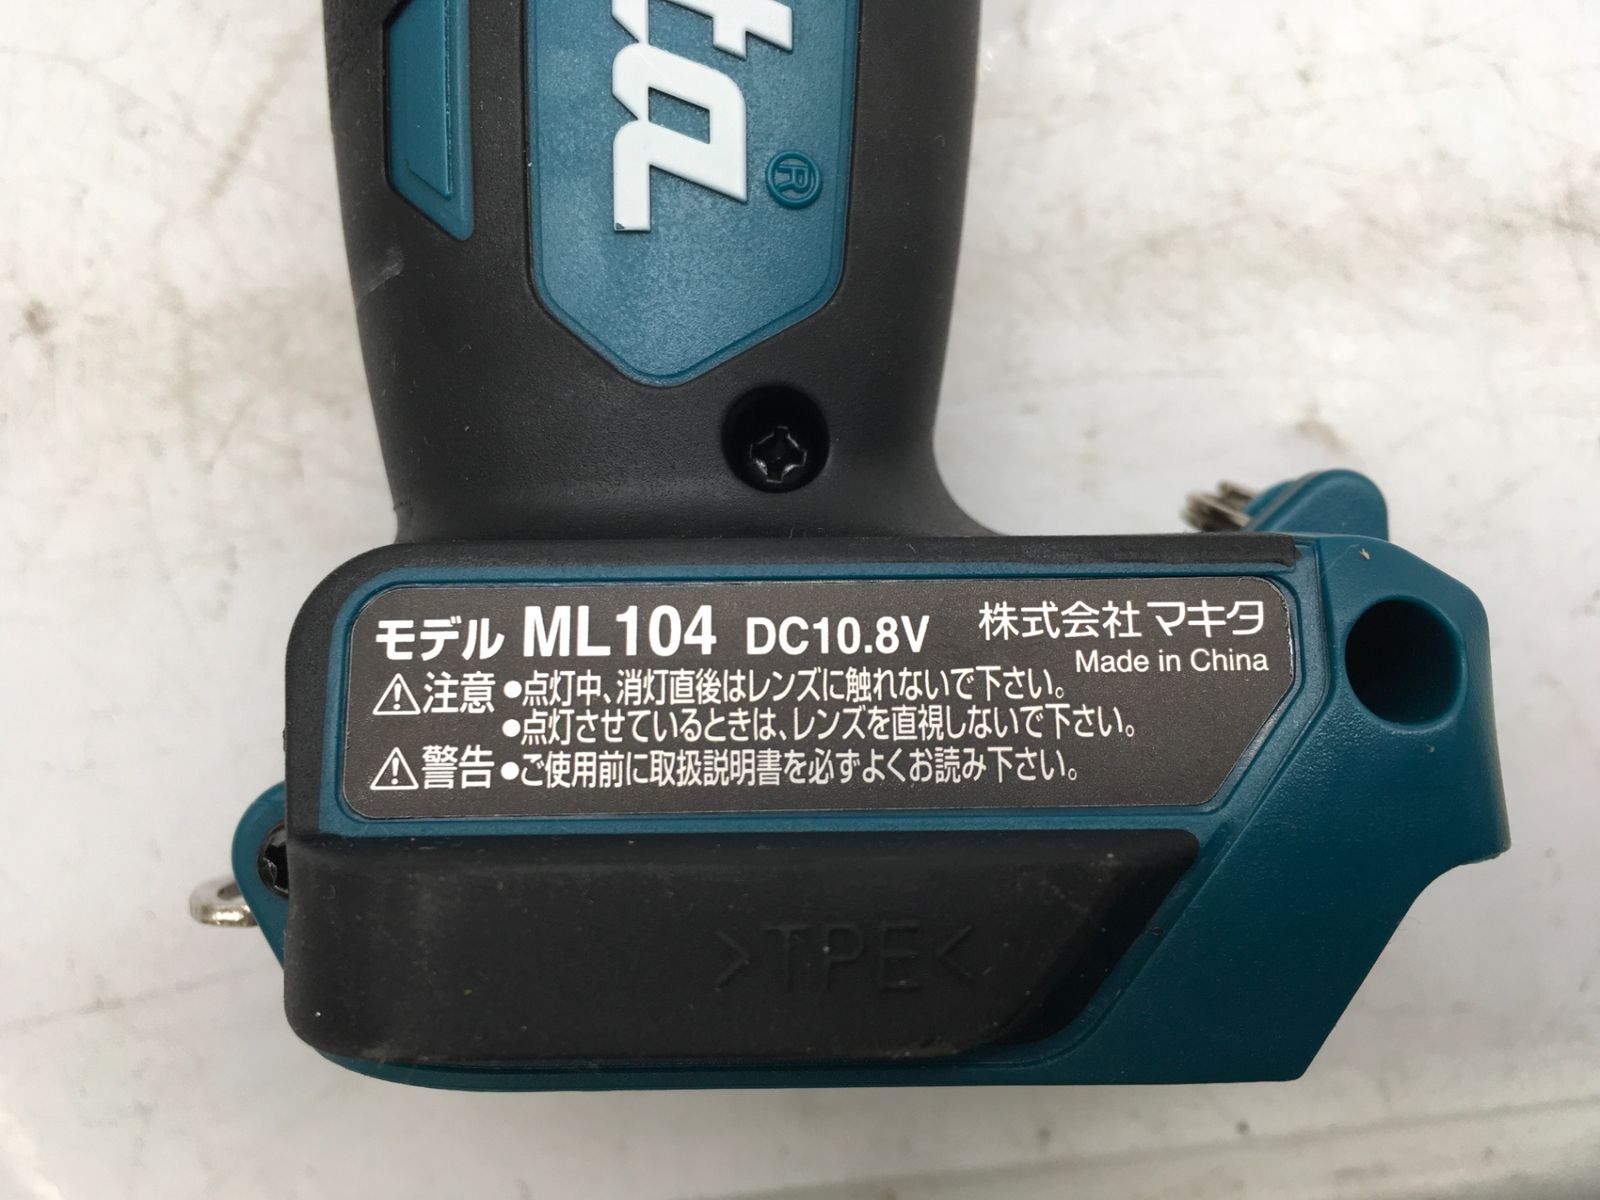 ta®
モデル ML104 DC10.8V 株式会社マキタ
Made in China
⚠注意 ●点灯中、消灯直後はレンズに触れないで下さい。
●点灯させているときは、レンズを直視しないで下さい。
⚠警告 ●ご使用前に取扱説明書を必ずよくお読み下さい。
>TPE<